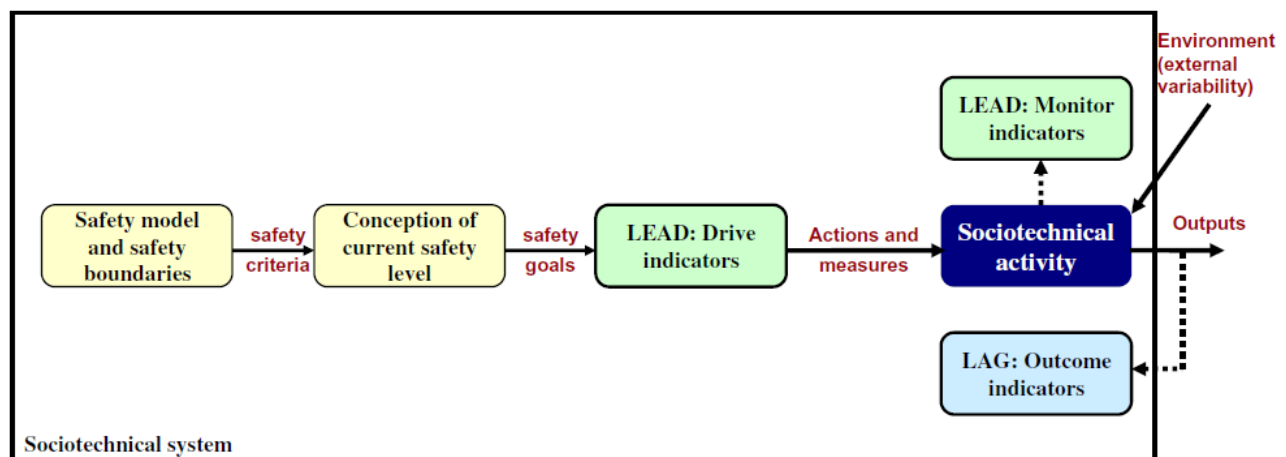 Environment
(external
variability)
LEAD: Monitor
indicators
Safety model
and safety
boundaries
safety
criteria
Conception of
current safety
level
safety
goals
LEAD: Drive
indicators
Actions and
measures
Sociotechnical
activity
Outputs
LAG: Outcome
indicators
Sociotechnical system